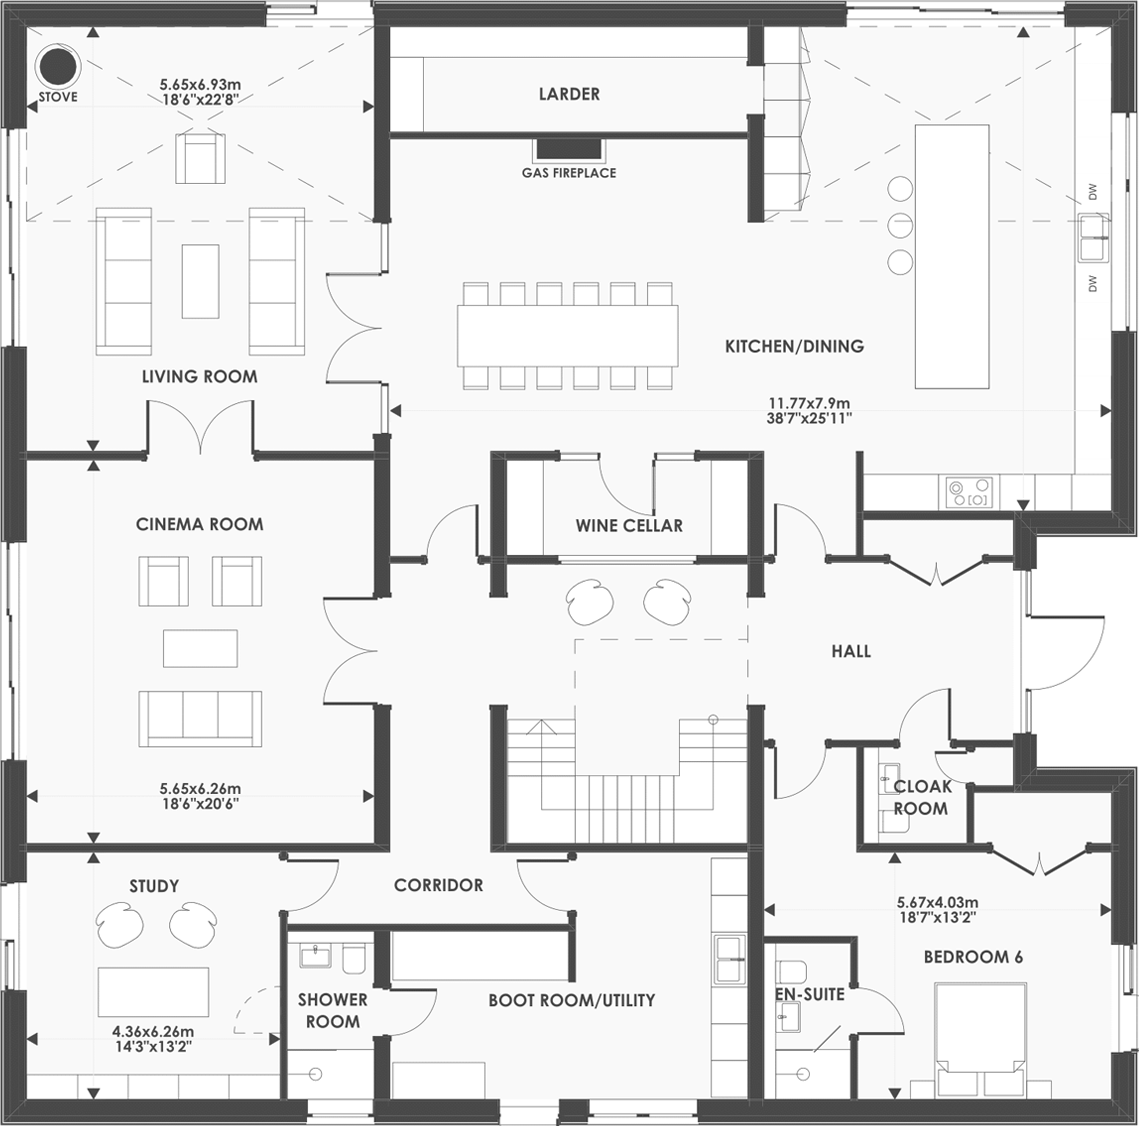 5.65x6.93m
18'6"x22'8"
STOVE
LARDER
GAS FIREPLACE
DW
DW
KITCHEN/DINING
LIVING ROOM
11.77x7.9m
38'7"x25'11"
CINEMA ROOM
WINE CELLAR
HALL
5.65x6.26m
18'6"x20'6"
CLOAK
ROOM
STUDY
CORRIDOR
5.67x4.03m
18'7"x13'2"
BEDROOM 6
EN-SUITE
SHOWER
ROOM
BOOT ROOM/UTILITY
4.36x6.26m
14'3"x13'2"